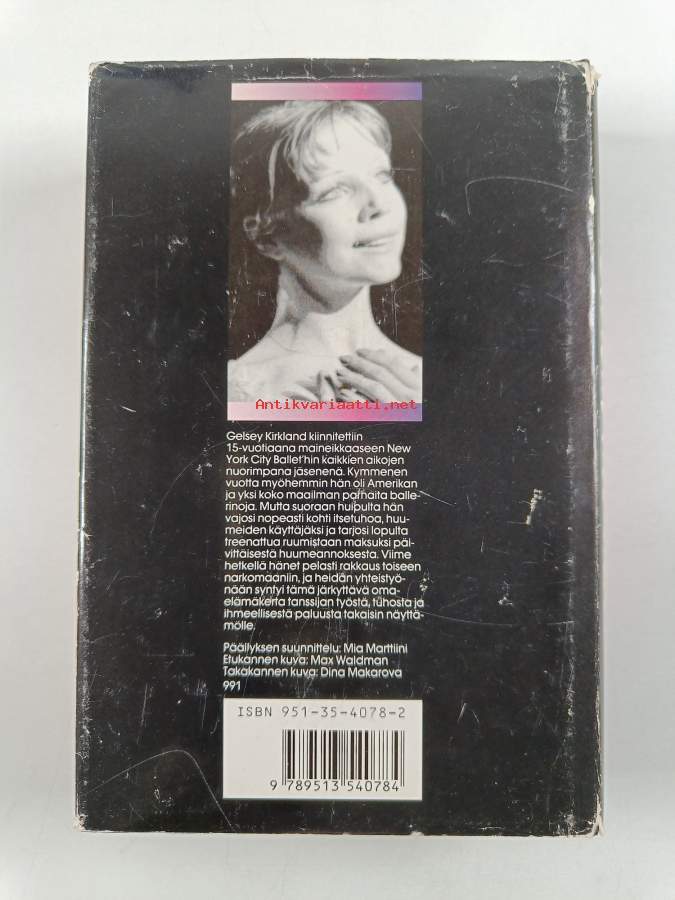 Antikvariaatti.net
Gelsey Kirkland kiinnitettiin
15-vuotiaana maineikkaaseen New
York City Ballet'hin kaikkien aikojen
nuorimpana jäsenenä. Kymmenen
vuotta myöhemmin hän oli Amerikan
ja yksi koko maailman parhaita balle-
rinoja. Mutta suoraan huipulta hän
vajosi nopeasti kohti itsetuhoa, huu-
meiden käyttäjäksi ja tarjosi lopulta
treenattua ruumistaan maksuksi päi-
vittäisestä huumeannoksesta. Viime
hetkellä hänet pelasti rakkaus toiseen
narkomaaniin, ja heidän yhteistyö-
nään syntyi tämä järkyttävä oma-
elämäkerta tanssijan työstä, tuhosta ja
ihmeellisestä paluusta takaisin näyttä-
mölle.
Päällyksen suunnittelu: Mia Marttiini
Etukannen kuva: Max Waldman
Takakannen kuva: Dina Makarova
991
ISBN 951-35-4078-2
9 789513 540784